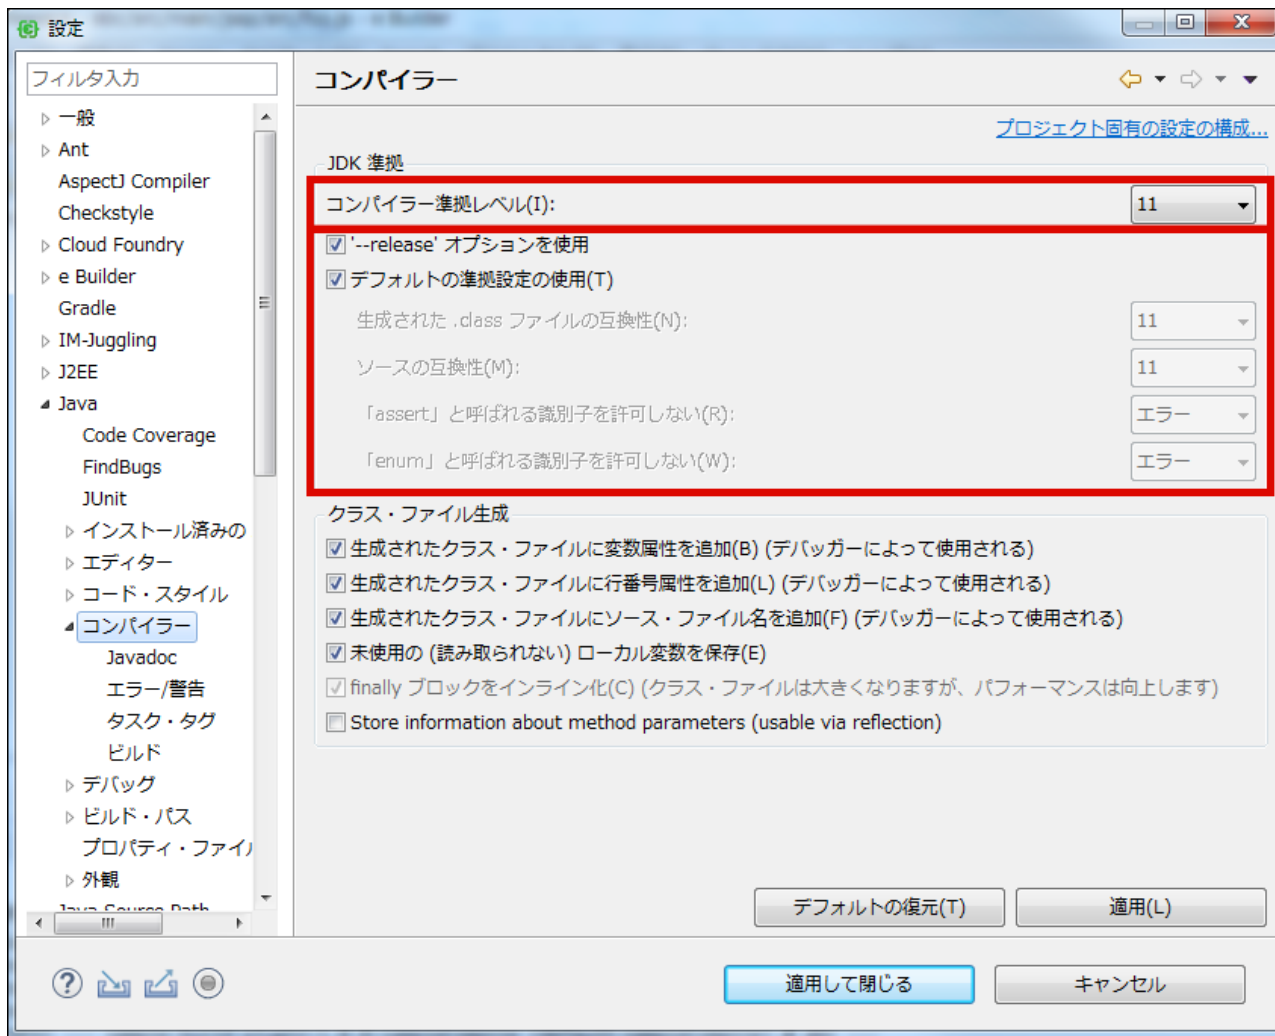 設定
フィルタ入力
一般
Ant
AspectJ Compiler
Checkstyle
Cloud Foundry
e Builder
Gradle
IM-Juggling
J2EE
Java
Code Coverage
FindBugs
JUnit
インストール済みの
エディター
コード・スタイル
コンパイラー
Javadoc
エラー/警告
タスク・タグ
ビルド
デバッグ
ビルド・パス
プロパティ・ファイル
外観
Java Source Path
コンパイラー
プロジェクト固有の設定の構成...
JDK 準拠
コンパイラー準拠レベル(I): 11
'--release' オプションを使用
デフォルトの準拠設定の使用(T)
生成された .class ファイルの互換性(N): 11
ソースの互換性(M): 11
「assert」と呼ばれる識別子を許可しない(R): エラー
「enum」と呼ばれる識別子を許可しない(W): エラー
クラス・ファイル生成
生成されたクラス・ファイルに変数属性を追加(B) (デバッガーによって使用される)
生成されたクラス・ファイルに行番号属性を追加(L) (デバッガーによって使用される)
生成されたクラス・ファイルにソース・ファイル名を追加(F) (デバッガーによって使用される)
未使用の (読み取られない) ローカル変数を保存(E)
finally ブロックをインライン化(C) (クラス・ファイルは大きくなりますが、パフォーマンスは向上します)
Store information about method parameters (usable via reflection)
デフォルトの復元(T) 適用(L)
適用して閉じる キャンセル